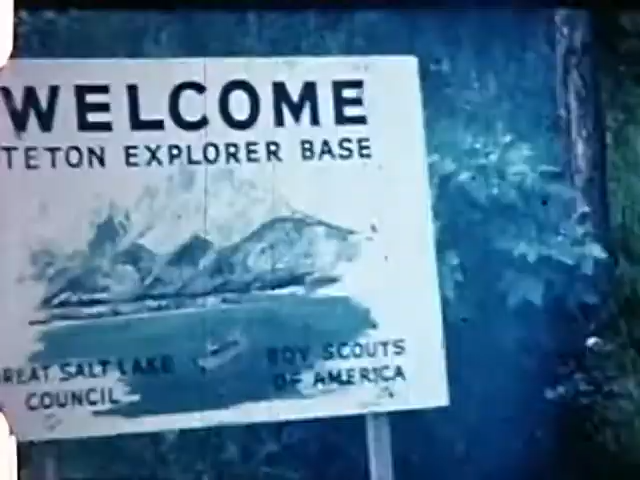 WELCOME
TETON EXPLORER BASE
REAT SALT LAKE
COUNCIL
BOY SCOUTS
OF AMERICA